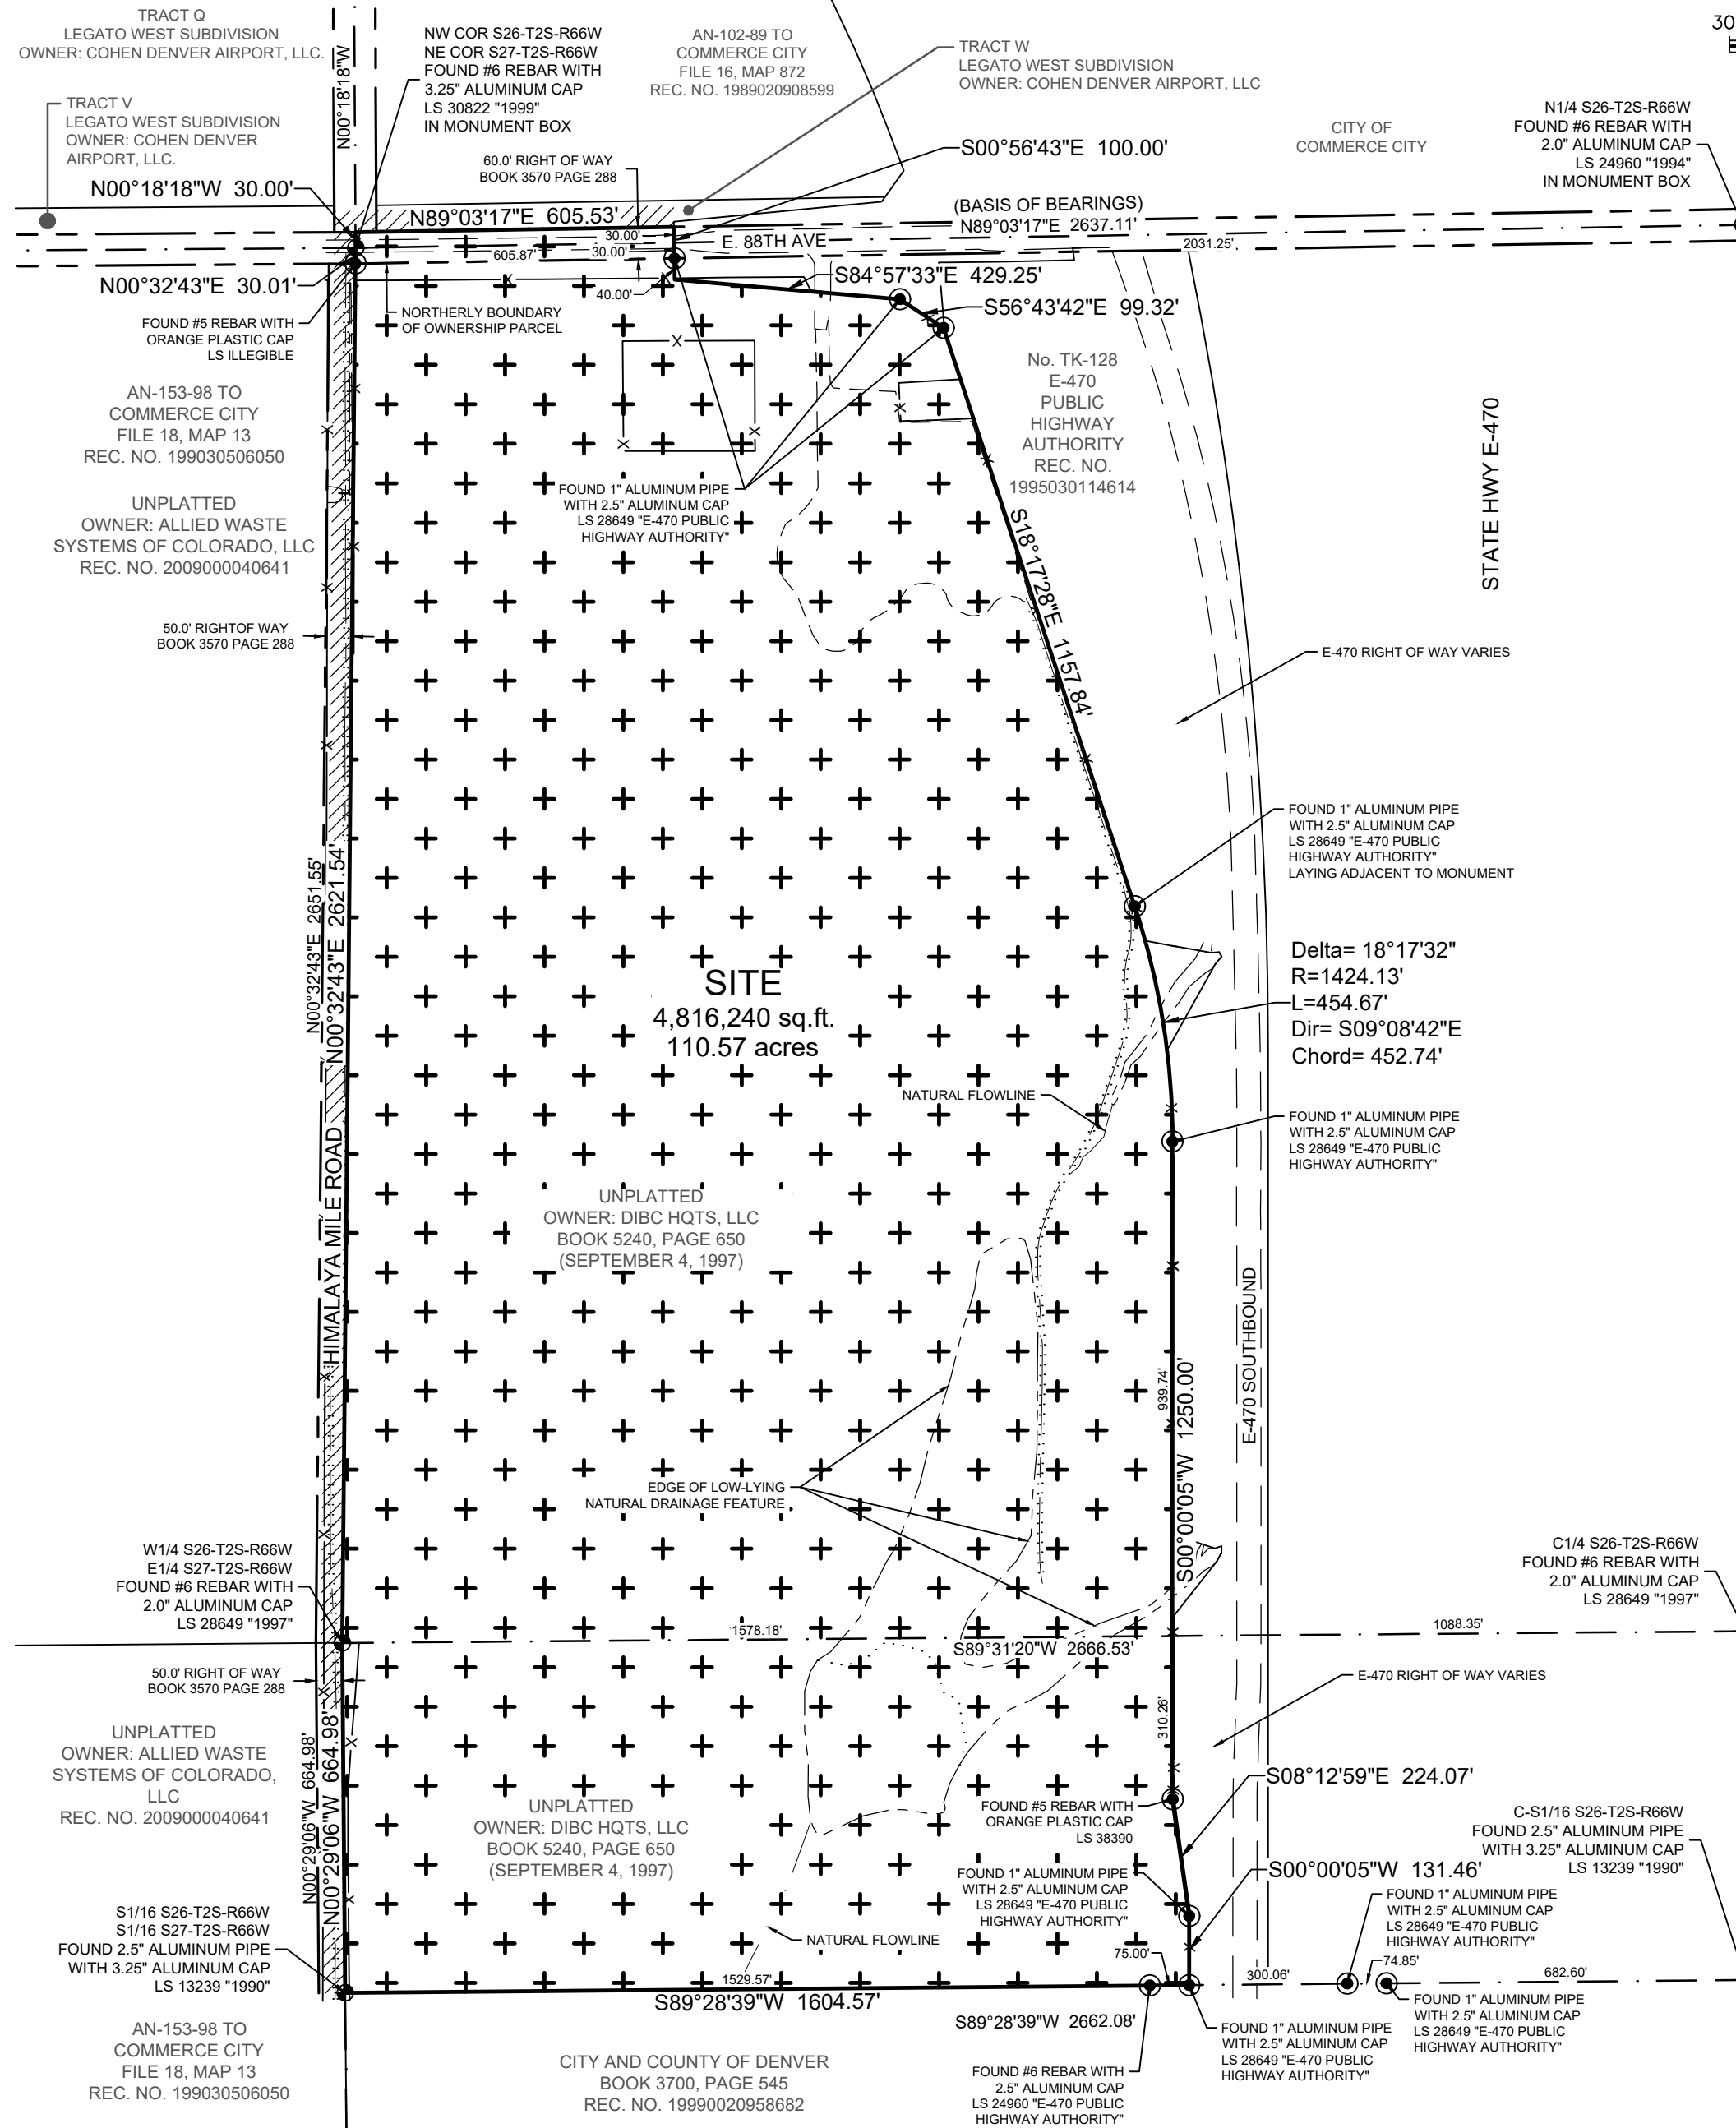 TRACT Q
LEGATO WEST SUBDIVISION
OWNER: COHEN DENVER AIRPORT, LLC.
N00°18'18"W
NW COR S26-T2S-R66W
NE COR S27-T2S-R66W
FOUND #6 REBAR WITH
3.25" ALUMINUM CAP
LS 30822 "1999"
IN MONUMENT BOX
AN-102-89 TO
COMMERCE CITY
FILE 16, MAP 872
REC. NO. 1989020908599
TRACT W
LEGATO WEST SUBDIVISION
OWNER: COHEN DENVER AIRPORT, LLC
30
TRACT V
LEGATO WEST SUBDIVISION
OWNER: COHEN DENVER
AIRPORT, LLC.
N1/4 S26-T2S-R66W
FOUND #6 REBAR WITH
2.0" ALUMINUM CAP
LS 24960 "1994"
IN MONUMENT BOX
CITY OF
COMMERCE CITY
60.0' RIGHT OF WAY
BOOK 3570 PAGE 288
S00°56'43"E 100.00'
N00°18'18"W 30.00'
N89°03'17"E 605.53'
(BASIS OF BEARINGS)
N89°03'17"E 2637.11'
30.00'
E. 88TH AVE
2031.25'
605.87'
30.00'
N00°32'43"E 30.01'
40.00'
S84°57'33"E 429.25'
S56°43'42"E 99.32'
NORTHERLY BOUNDARY
OF OWNERSHIP PARCEL
FOUND #5 REBAR WITH
ORANGE PLASTIC CAP
LS ILLEGIBLE
No. TK-128
E-470
PUBLIC
HIGHWAY
AUTHORITY
REC. NO.
1995030114614
STATE HWY E-470
AN-153-98 TO
COMMERCE CITY
FILE 18, MAP 13
REC. NO. 199030506050
UNPLATTED
OWNER: ALLIED WASTE
SYSTEMS OF COLORADO, LLC
REC. NO. 2009000040641
FOUND 1" ALUMINUM PIPE
WITH 2.5" ALUMINUM CAP
LS 28649 "E-470 PUBLIC
HIGHWAY AUTHORITY"
S18°17'28"E 1157.84'
50.0' RIGHTOF WAY
BOOK 3570 PAGE 288
E-470 RIGHT OF WAY VARIES
FOUND 1" ALUMINUM PIPE
WITH 2.5" ALUMINUM CAP
LS 28649 "E-470 PUBLIC
HIGHWAY AUTHORITY"
LAYING ADJACENT TO MONUMENT
N00°32'43"E 2651.55'
N00°32'43"E 2621.54'
SITE
4,816,240 sq.ft.
110.57 acres
Delta= 18°17'32"
R=1424.13'
L=454.67'
Dir= S09°08'42"E
Chord= 452.74'
NATURAL FLOWLINE
FOUND 1" ALUMINUM PIPE
WITH 2.5" ALUMINUM CAP
LS 28649 "E-470 PUBLIC
HIGHWAY AUTHORITY"
HIMALAYA MILE ROAD
UNPLATTED
OWNER: DIBC HQTS, LLC
BOOK 5240, PAGE 650
(SEPTEMBER 4, 1997)
E-470 SOUTHBOUND
939.74'
S00°00'05"W 1250.00'
EDGE OF LOW-LYING
NATURAL DRAINAGE FEATURE
W1/4 S26-T2S-R66W
E1/4 S27-T2S-R66W
FOUND #6 REBAR WITH
2.0" ALUMINUM CAP
LS 28649 "1997"
C1/4 S26-T2S-R66W
FOUND #6 REBAR WITH
2.0" ALUMINUM CAP
LS 28649 "1997"
1578.18'
S89°31'20"W 2666.53'
1088.35'
50.0' RIGHT OF WAY
BOOK 3570 PAGE 288
E-470 RIGHT OF WAY VARIES
310.26'
UNPLATTED
OWNER: ALLIED WASTE
SYSTEMS OF COLORADO,
LLC
REC. NO. 2009000040641
N00°29'06"W 664.98'
N00°29'06"W 664.98'
S08°12'59"E 224.07'
UNPLATTED
OWNER: DIBC HQTS, LLC
BOOK 5240, PAGE 650
(SEPTEMBER 4, 1997)
FOUND #5 REBAR WITH
ORANGE PLASTIC CAP
LS 38390
C-S1/16 S26-T2S-R66W
FOUND 2.5" ALUMINUM PIPE
WITH 3.25" ALUMINUM CAP
LS 13239 "1990"
S00°00'05"W 131.46'
FOUND 1" ALUMINUM PIPE
WITH 2.5" ALUMINUM CAP
LS 28649 "E-470 PUBLIC
HIGHWAY AUTHORITY"
FOUND 1" ALUMINUM PIPE
WITH 2.5" ALUMINUM CAP
LS 28649 "E-470 PUBLIC
HIGHWAY AUTHORITY"
S1/16 S26-T2S-R66W
S1/16 S27-T2S-R66W
FOUND 2.5" ALUMINUM PIPE
WITH 3.25" ALUMINUM CAP
LS 13239 "1990"
NATURAL FLOWLINE
75.00'
74.85'
1529.57'
300.06'
682.60'
S89°28'39"W 1604.57'
S89°28'39"W 2662.08'
FOUND 1" ALUMINUM PIPE
WITH 2.5" ALUMINUM CAP
LS 28649 "E-470 PUBLIC
HIGHWAY AUTHORITY"
FOUND 1" ALUMINUM PIPE
WITH 2.5" ALUMINUM CAP
LS 28649 "E-470 PUBLIC
HIGHWAY AUTHORITY"
AN-153-98 TO
COMMERCE CITY
FILE 18, MAP 13
REC. NO. 199030506050
CITY AND COUNTY OF DENVER
BOOK 3700, PAGE 545
REC. NO. 19990020958682
FOUND #6 REBAR WITH
2.5" ALUMINUM CAP
LS 24960 "E-470 PUBLIC
HIGHWAY AUTHORITY"